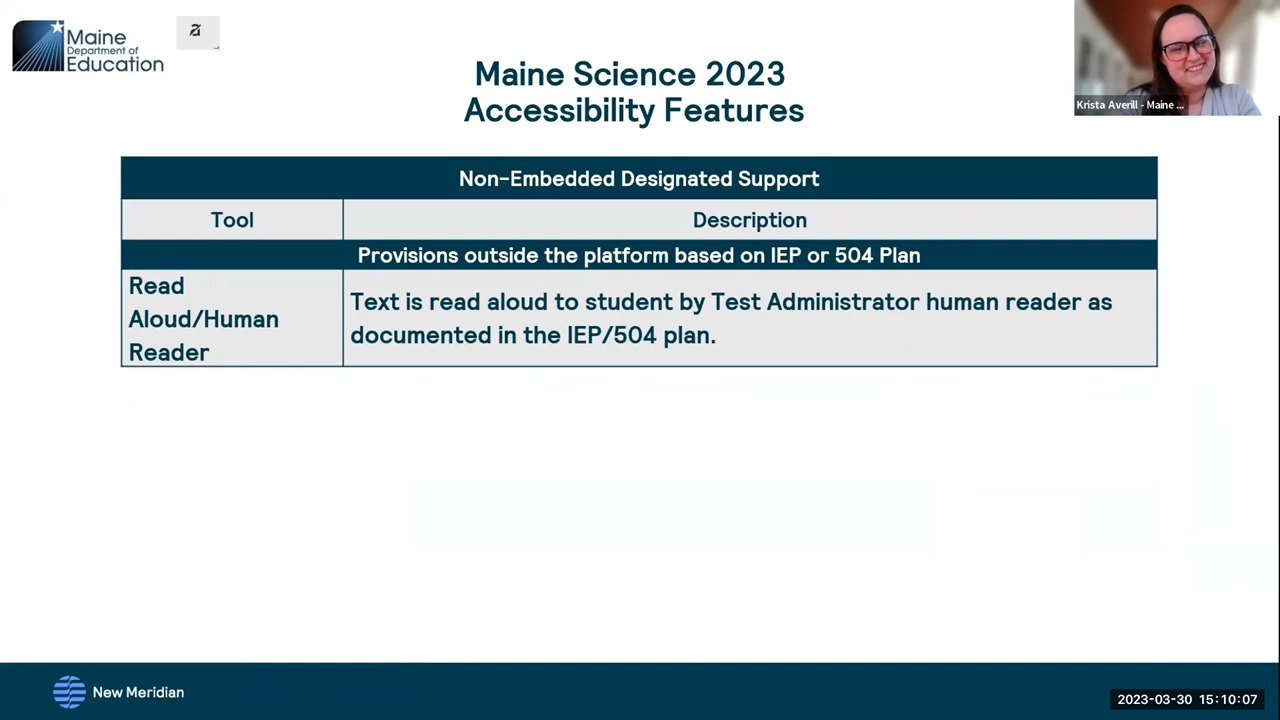 Maine
Department of
Education
Maine Science 2023
Accessibility Features
Krista Averill - Maine ...
Non-Embedded Designated Support
Tool
Description
Provisions outside the platform based on IEP or 504 Plan
Read
Aloud/Human
Reader
Text is read aloud to student by Test Administrator human reader as
documented in the IEP/504 plan.
New Meridian
2023-03-30 15:10:07